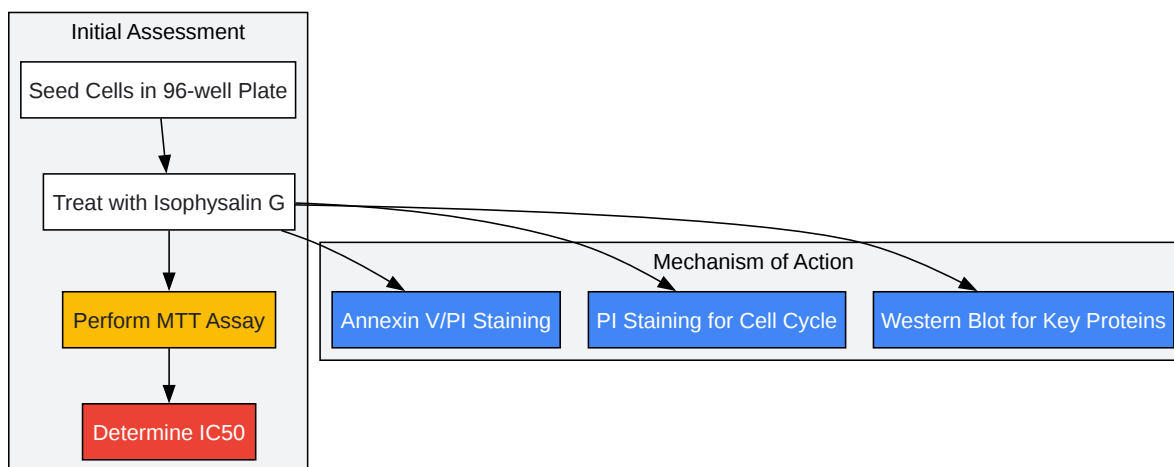 Initial Assessment
Seed Cells in 96-well Plate
Treat with Isophysalin G
Perform MTT Assay
Determine IC50
Mechanism of Action
Annexin V/PI Staining
PI Staining for Cell Cycle
Western Blot for Key Proteins